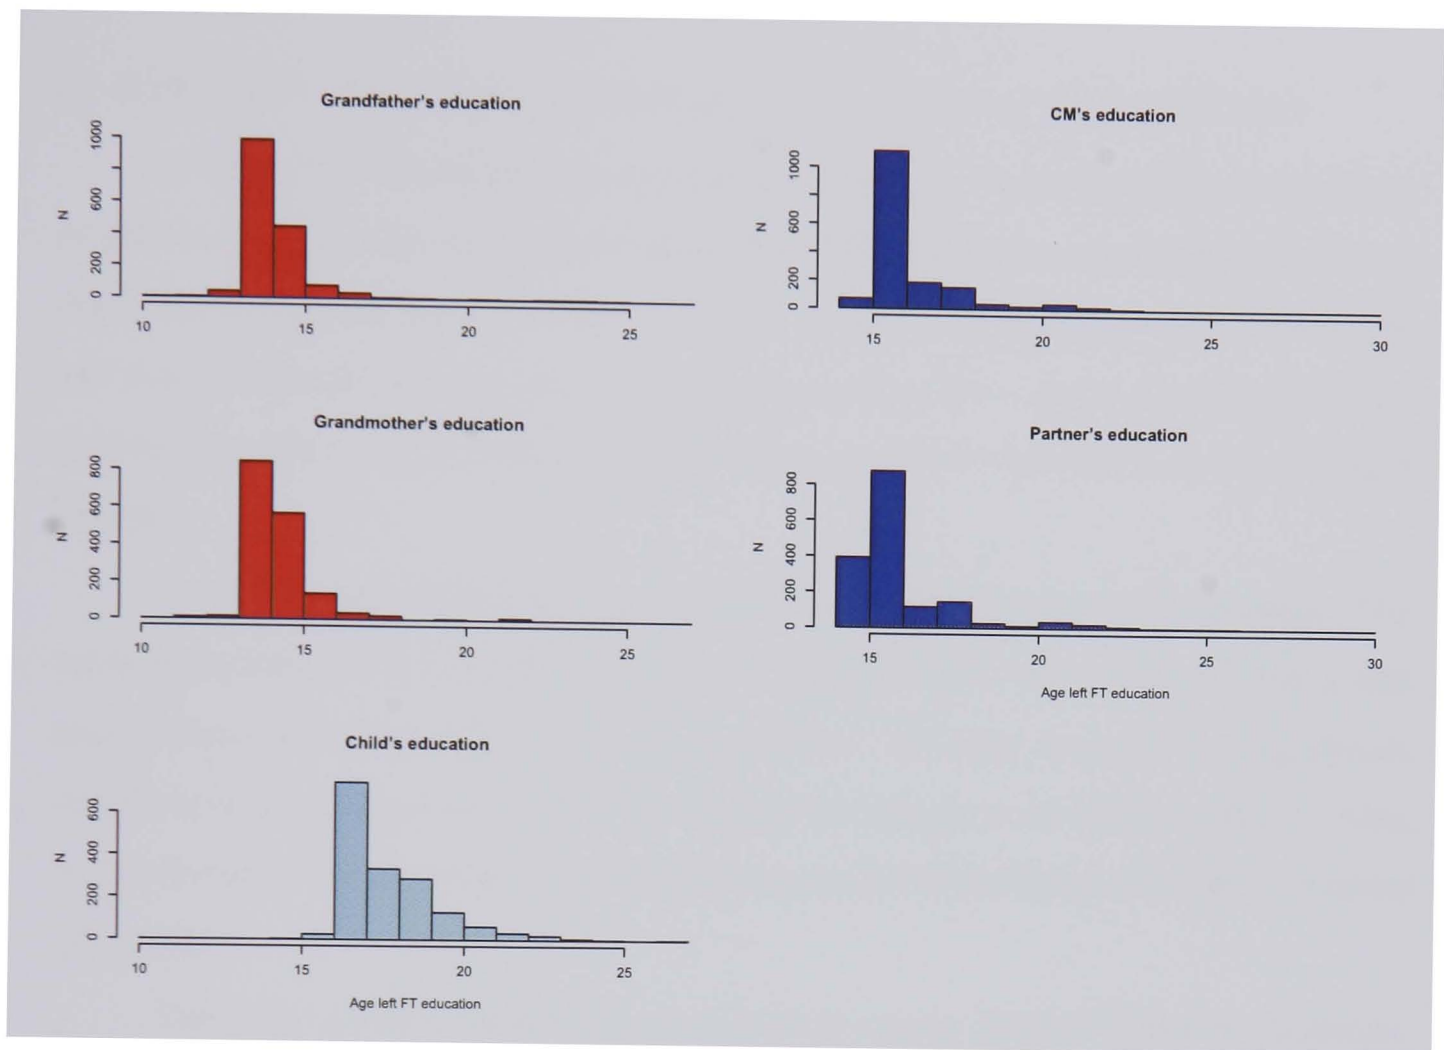 Grandfather's education
N
0 200 600 1000
10 15 20 25
CM's education
N
0 200 600 1000
15 20 25 30
Grandmother's education
N
0 200 400 600 800
10 15 20 25
Partner's education
N
0 200 400 600 800
15 20 25 30
Age left FT education
Child's education
N
0 200 400 600
10 15 20 25
Age left FT education